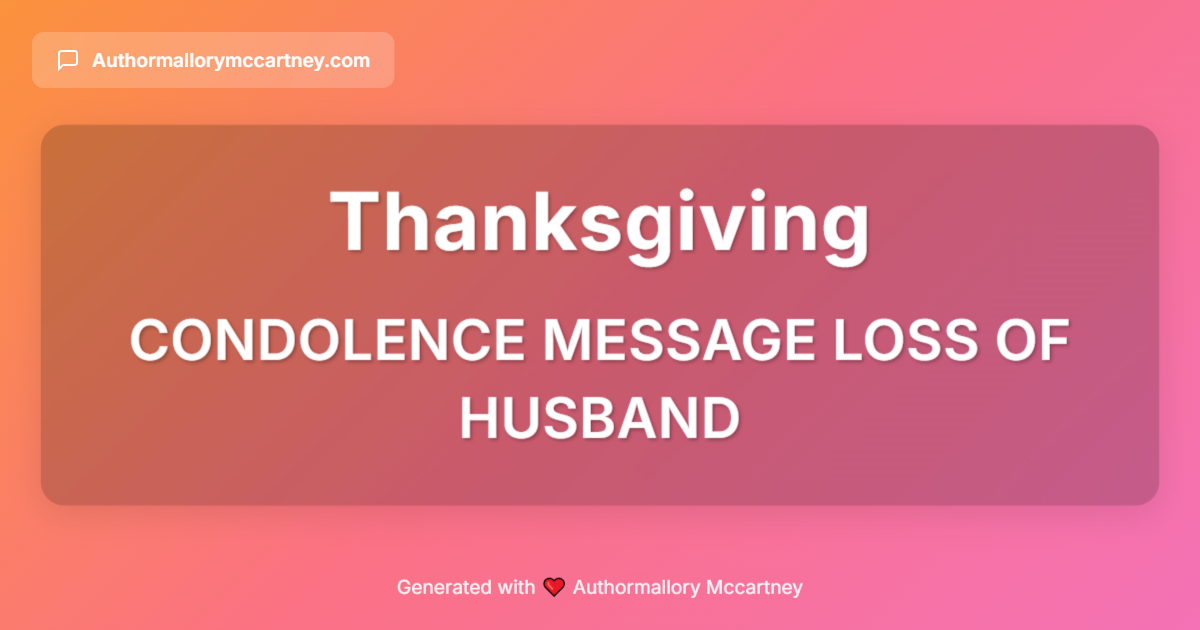 Authormallorymccartney.com
Thanksgiving
CONDOLENCE MESSAGE LOSS OF
HUSBAND
Generated with ❤️ Authormallory Mccartney